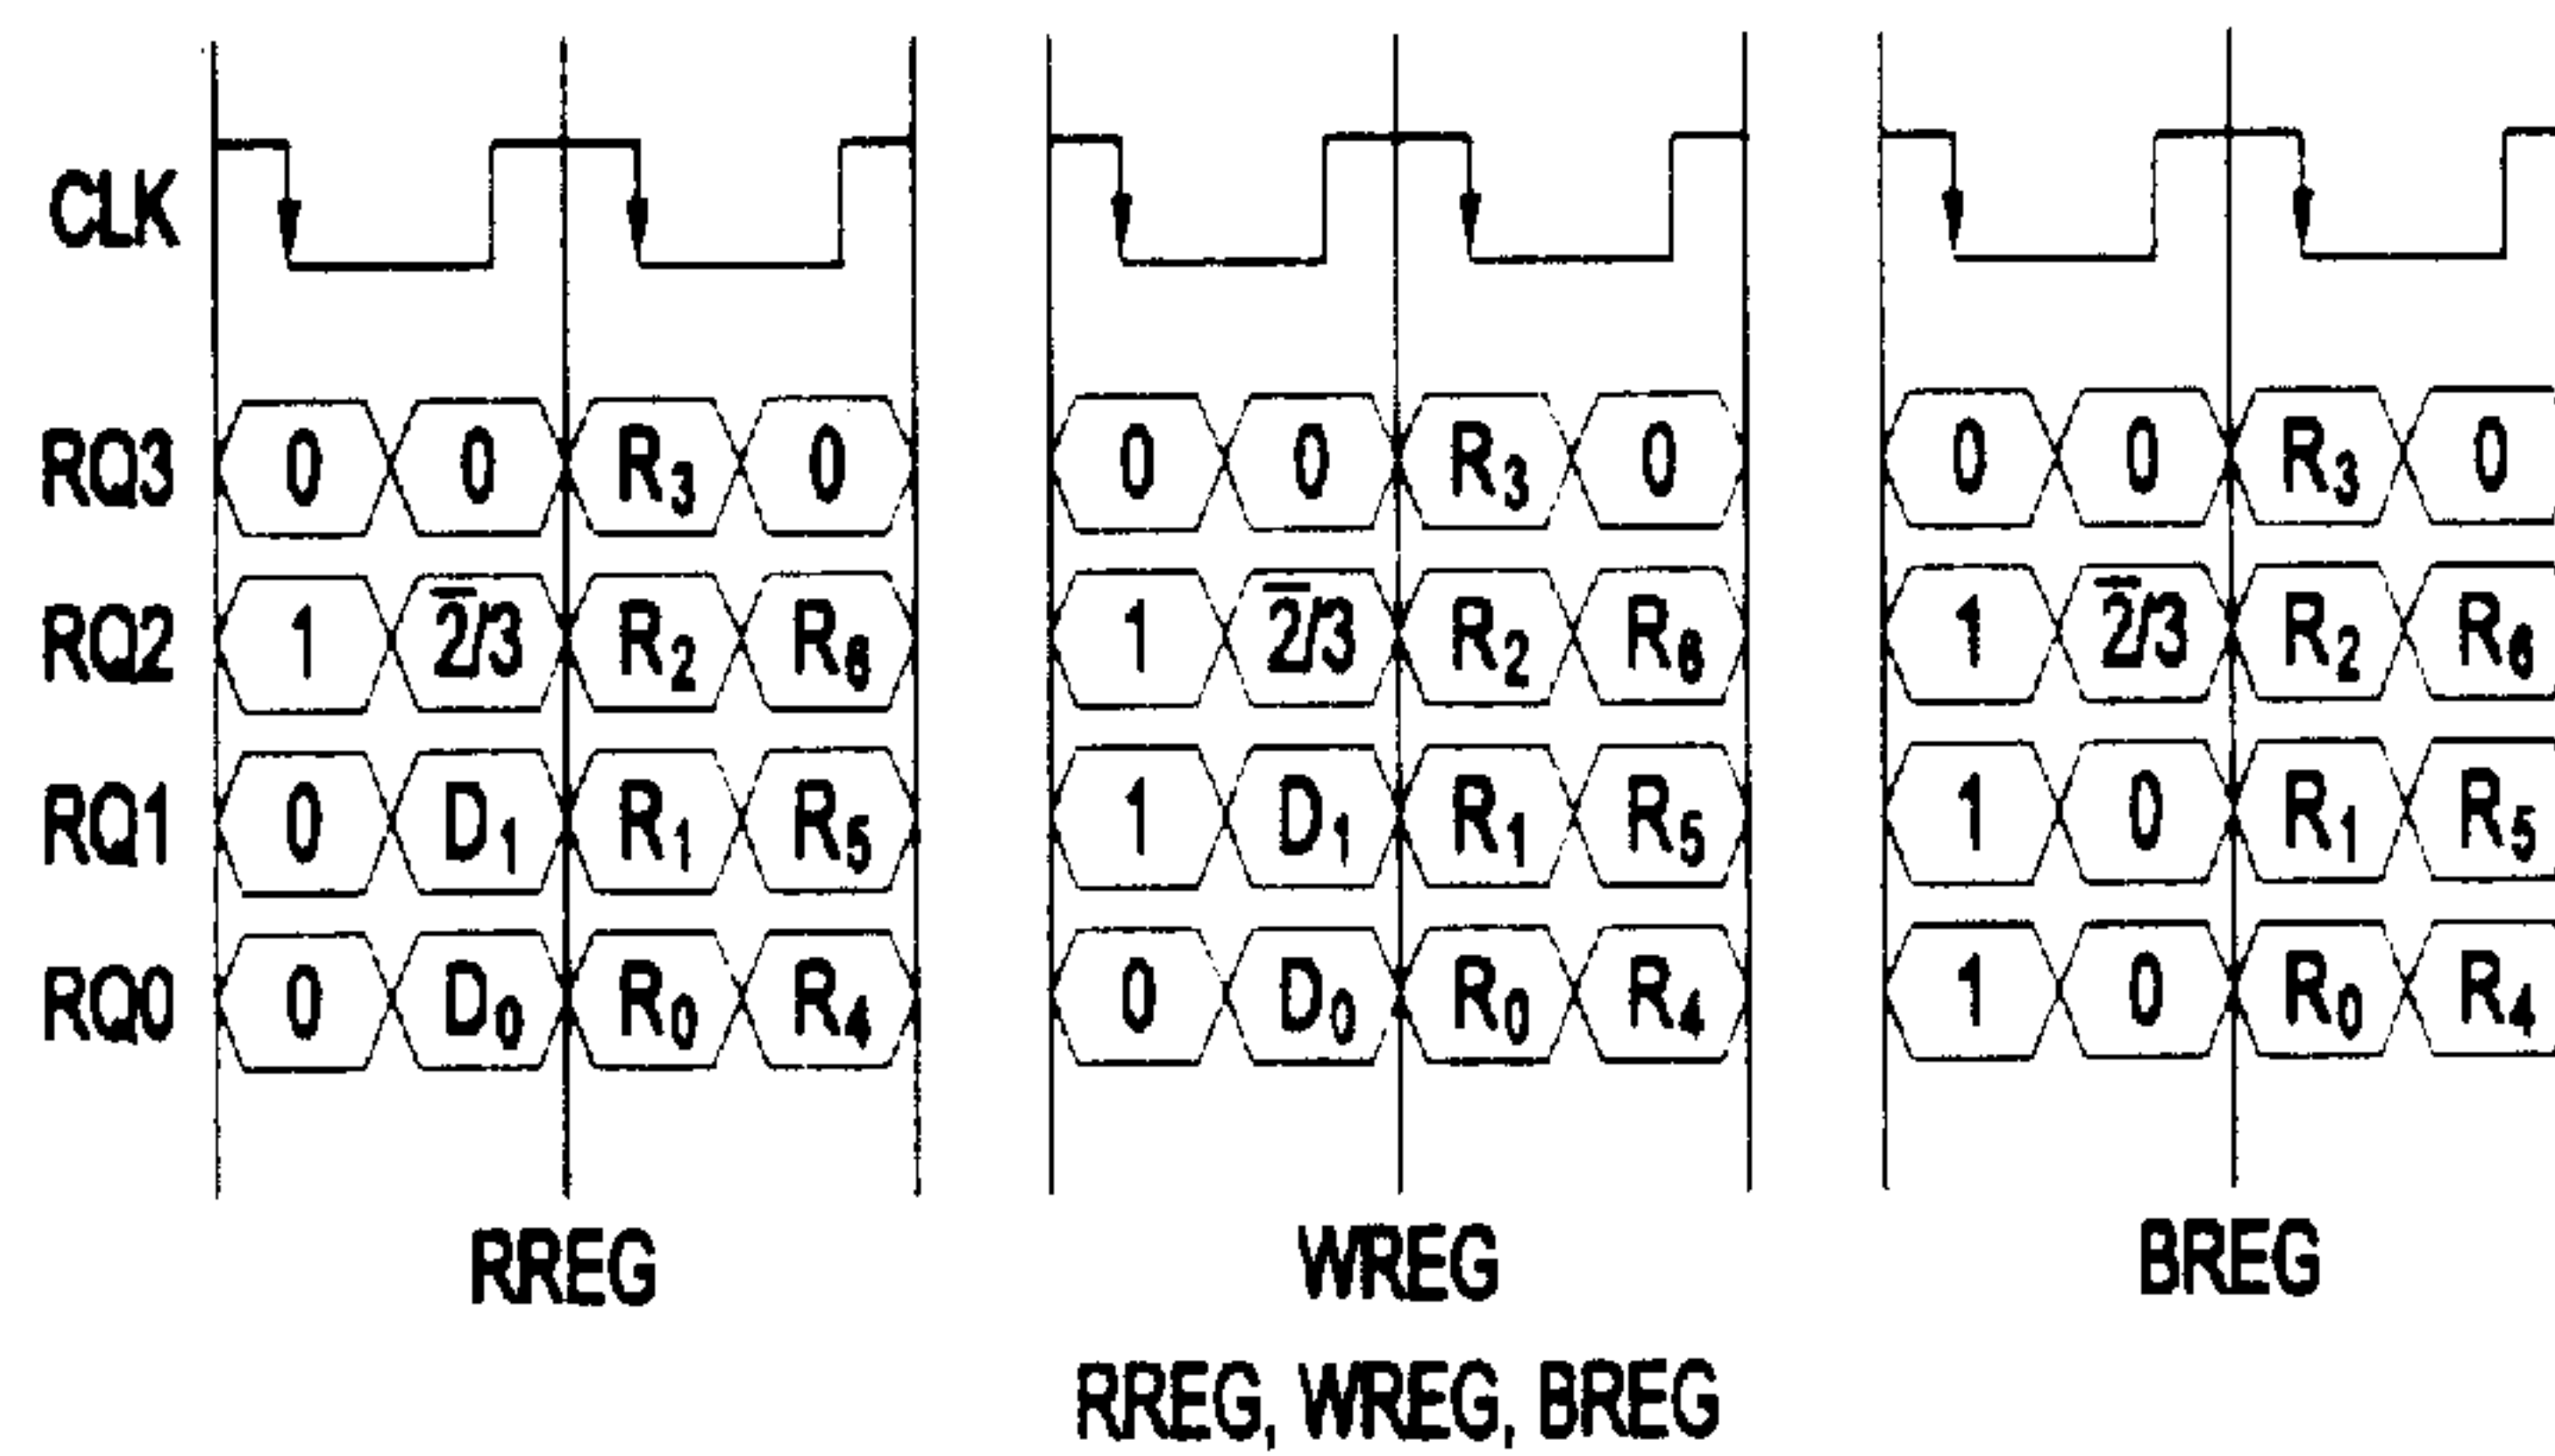 CLK
RQ3 0 0 R3 0 0 0 R3 0 0 0 R3 0
RQ2 1 2̅/3 R2 R6 1 2̅/3 R2 R6 1 2̅/3 R2 R6
RQ1 0 D1 R1 R5 1 D1 R1 R5 1 0 R1 R5
RQ0 0 D0 R0 R4 0 D0 R0 R4 1 0 R0 R4
RREG WREG BREG
RREG, WREG, BREG